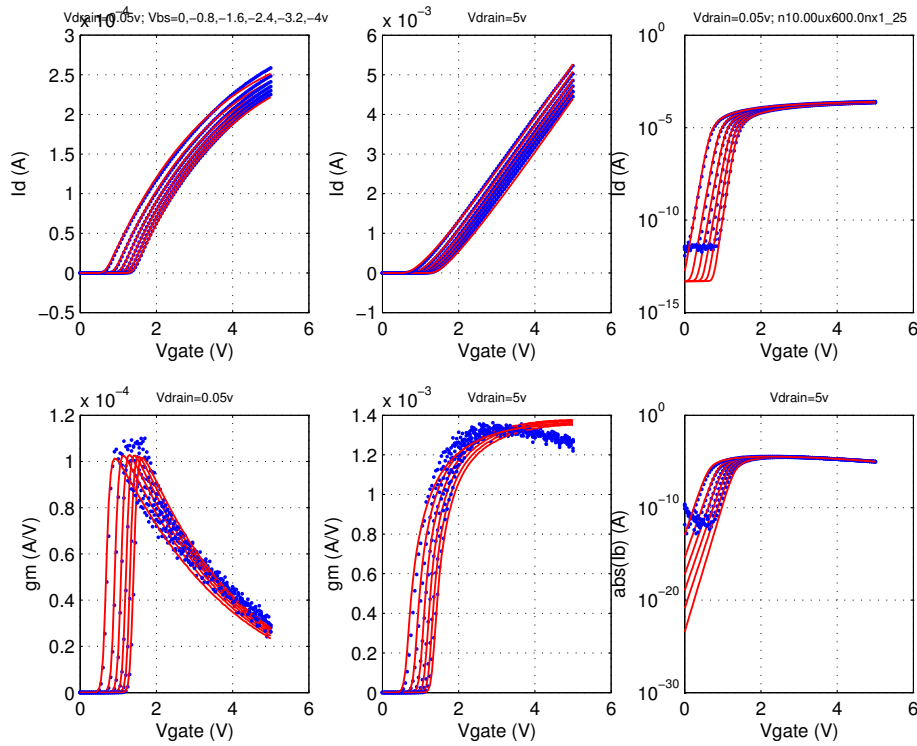 Vdrain=0.05v; Vbs=0,−0.8,−1.6,−2.4,−3.2,−4v
x 10−4
3
2.5
2
1.5
1
0.5
0
−0.5
0 2 4 6
Id (A)
Vgate (V)
Vdrain=5v
x 10−3
6
5
4
3
2
1
0
−1
0 2 4 6
Id (A)
Vgate (V)
Vdrain=0.05v; n10.00ux600.0nx1_25
10^0
10^−5
10^−10
10^−15
0 2 4 6
Id (A)
Vgate (V)
Vdrain=0.05v
x 10−4
1.2
1
0.8
0.6
0.4
0.2
0
0 2 4 6
gm (A/V)
Vgate (V)
Vdrain=5v
x 10−3
1.4
1.2
1
0.8
0.6
0.4
0.2
0
0 2 4 6
gm (A/V)
Vgate (V)
Vdrain=5v
10^0
10^−10
10^−20
10^−30
0 2 4 6
abs(Ib) (A)
Vgate (V)